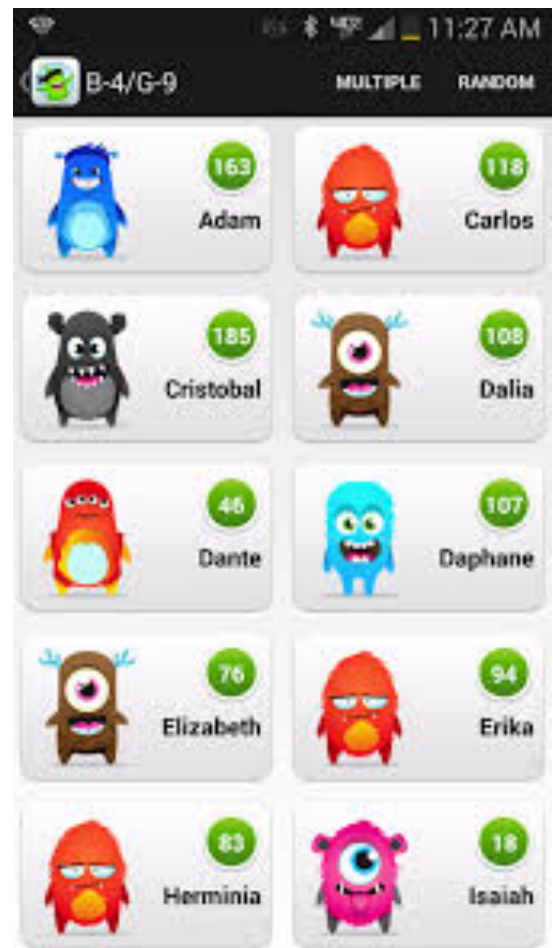 11:27 AM
B-4/G-9 MULTIPLE RANDOM
163 118
Adam Carlos
185 108
Cristobal Dalia
46 107
Dante Daphane
76 94
Elizabeth Erika
83 18
Herminia Isaiah